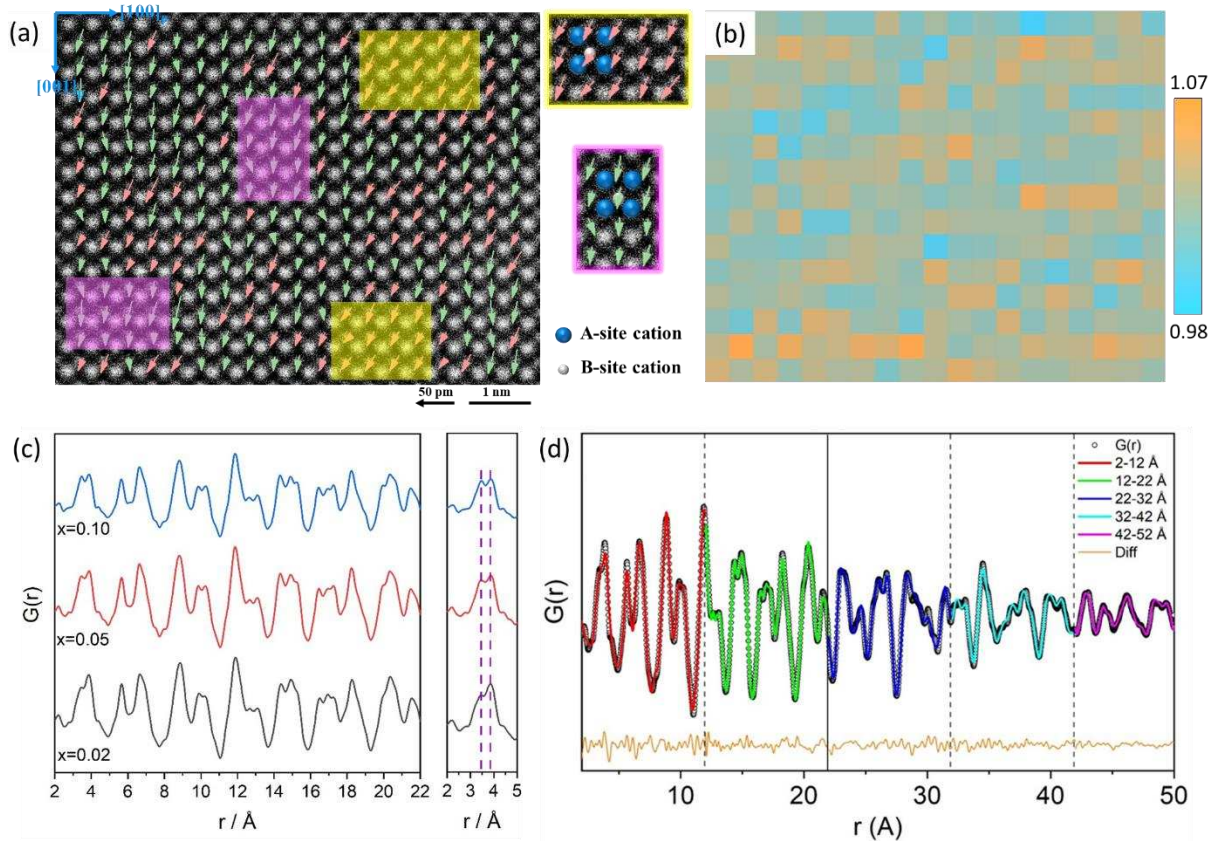 (a)
[100]p
[001]p
50 pm
1 nm
A-site cation
B-site cation
(b)
1.07
0.98
(c)
G(r)
x=0.10
x=0.05
x=0.02
2 4 6 8 10 12 14 16 18 20 22
r / Å
2 3 4 5
r / Å
(d)
G(r)
G(r)
2-12 Å
12-22 Å
22-32 Å
32-42 Å
42-52 Å
Diff
10 20 30 40 50
r (A)